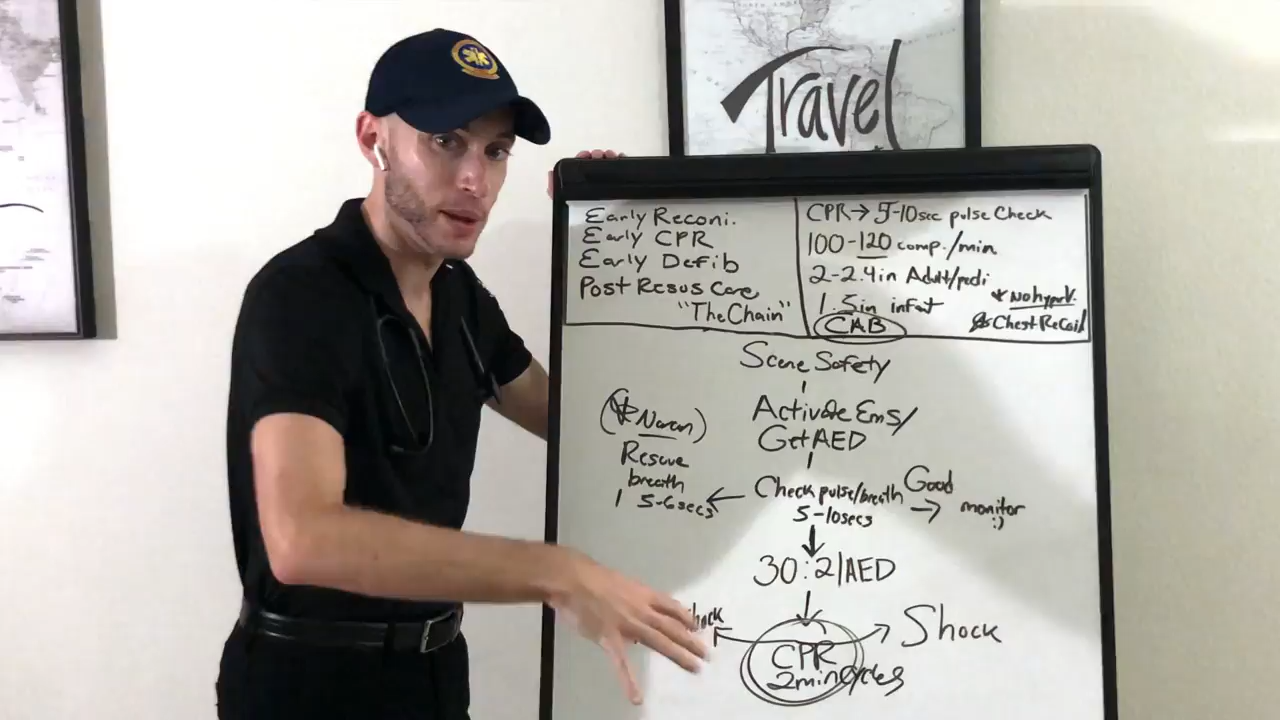 Travel
Early Reconi.
Early CPR
Early Defib
Post Resus Care
"The Chain"
CPR→ 5-10sec pulse Check
100-120 comp./min
2-2.4in Adult/pedi
1.5in infat
* No hyperV.
Chest Recoil
CAB
Scene Safety
Activate Ems/
Get AED
(* Narcan)
Rescue
breath
1 5-6secs
← Check pulse/breath
5-10secs
Good
→ monitor
:)
30:2/AED
Shock
CPR
2min cycles